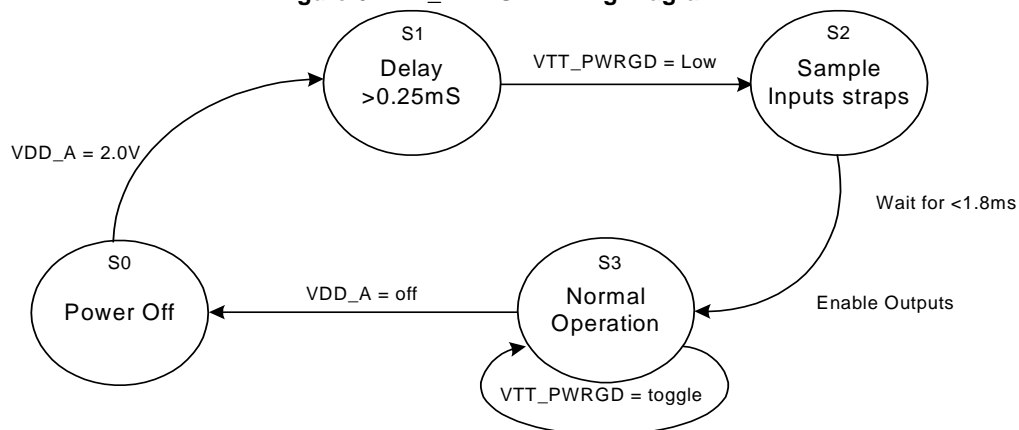 S1
Delay
>0.25mS
VTT_PWRGD = Low
S2
Sample
Inputs straps
VDD_A = 2.0V
Wait for <1.8ms
S0
Power Off
VDD_A = off
S3
Normal
Operation
Enable Outputs
VTT_PWRGD = toggle